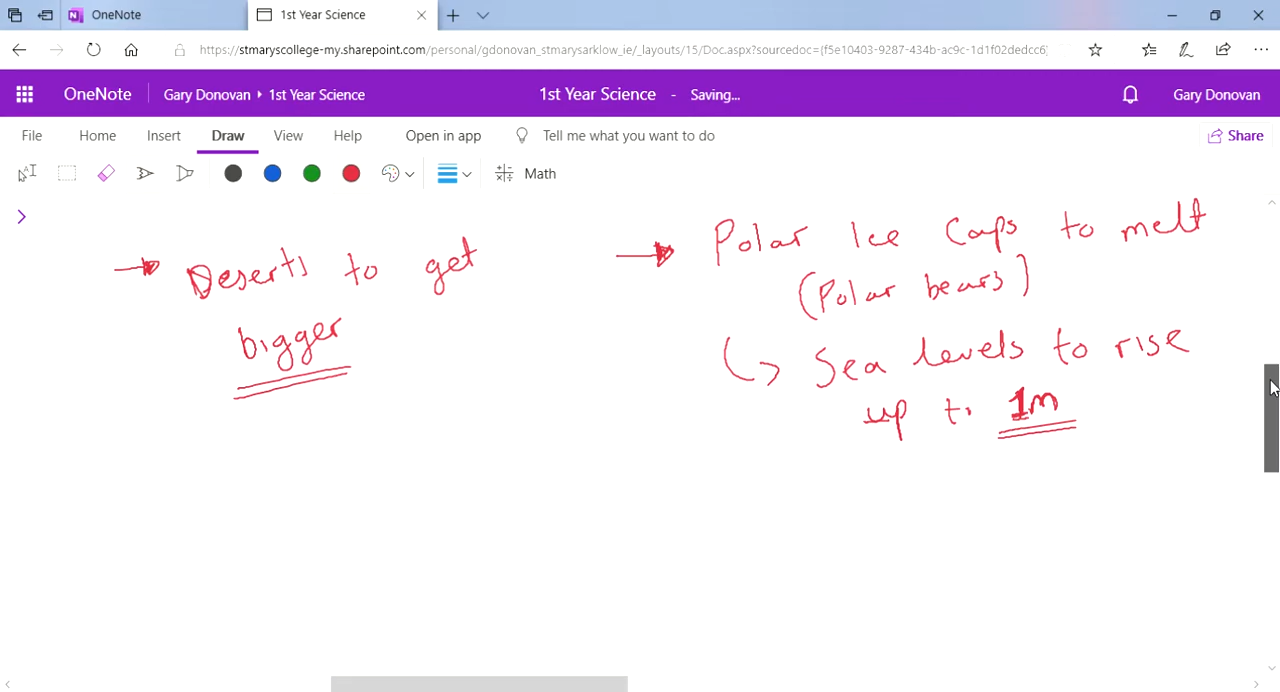 OneNote
1st Year Science
https://stmaryscollege-my.sharepoint.com/personal/gdonovan_stmarysarklow_ie/_layouts/15/Doc.aspx?sourcedoc={f5e10403-9287-434b-ac9c-1d1f02dedcc6}
OneNote
Gary Donovan
1st Year Science
1st Year Science - Saving...
Gary Donovan
File
Home
Insert
Draw
View
Help
Open in app
Tell me what you want to do
Share
Math
→ Deserts to get
bigger
→ Polar Ice Caps to melt
(Polar bears)
↳ Sea levels to rise
up to 1m